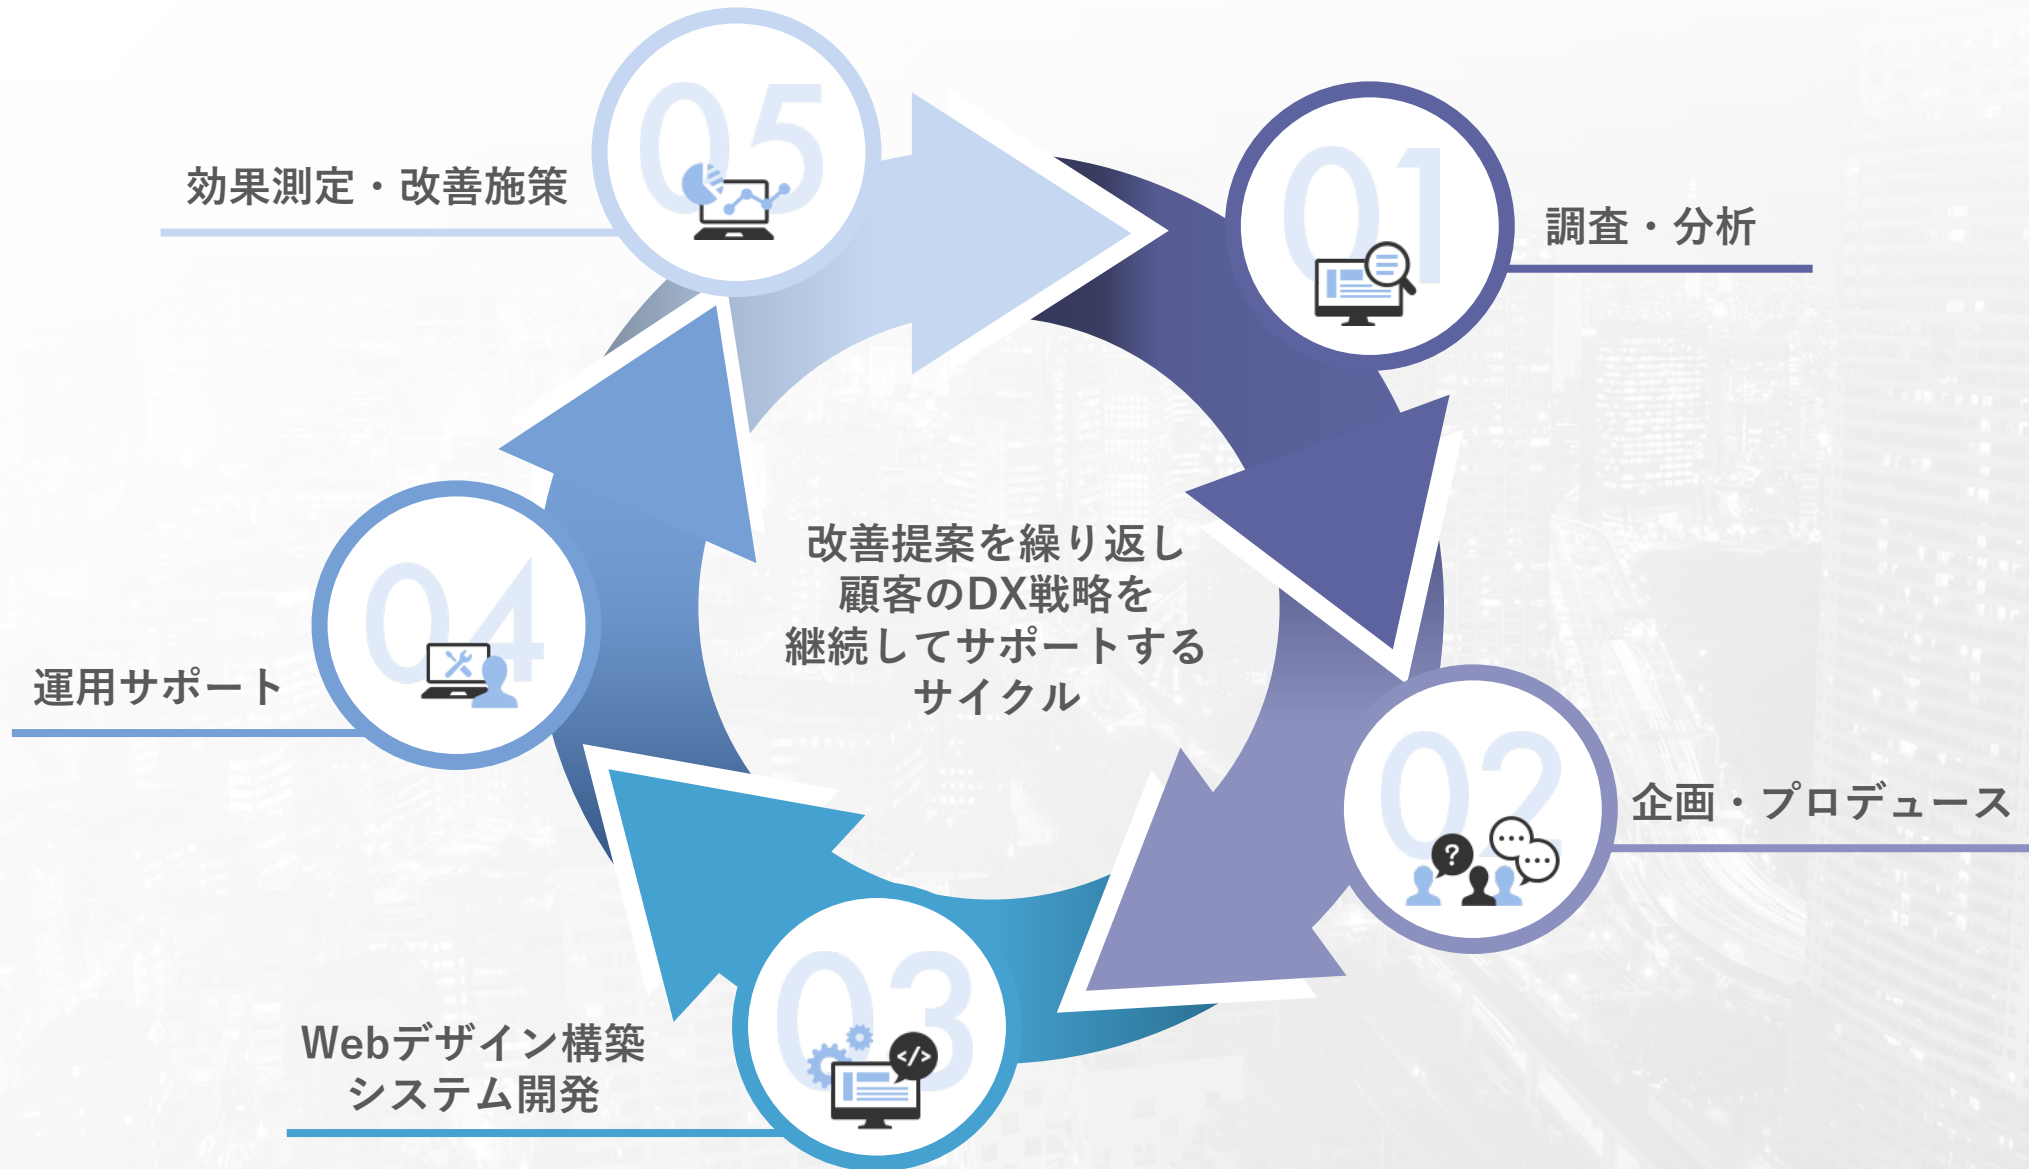 01
調査・分析
02
企画・プロデュース
03
Webデザイン構築
システム開発
04
運用サポート
05
効果測定・改善施策
改善提案を繰り返し
顧客のDX戦略を
継続してサポートする
サイクル
?
</>